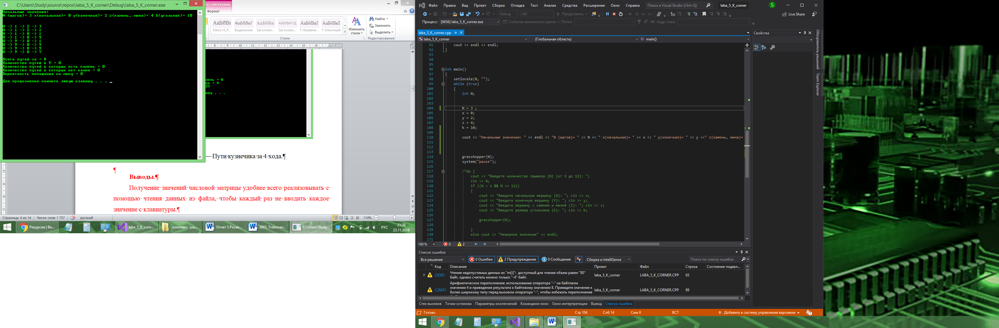 C:\Users\Study\source\repos\laba_5_K_corner\Debug\laba_5_K_corner.exe
Начальные значения:
N (шагов)= 3 x(начальная)= 0 y(конечная)= 2 z(камень, мина)= 4 k(угольник)= 10
0 -> 1 -> 2 -> 3
0 -> 1 -> 2 -> 1
0 -> 1 -> 0 -> 1
0 -> 1 -> 0 -> 9
0 -> 9 -> 0 -> 1
0 -> 9 -> 0 -> 9
0 -> 9 -> 8 -> 9
0 -> 9 -> 8 -> 7
Всего путей за = 8
Количество путей в Y = 0
Количество путей в которых есть камень = 0
Количество путей в которых нет камня = 0
Вероятность попадания на мину = 0
Для продолжения нажмите любую клавишу . . .
та с рисунками
Формат
АаБбВі АаБбВвГ АаБбВв АаБбВвГгД АаБбВвГ АаБбВвГ
Times14_Р... Выделение Заголово... Заголово... ¶ Названи... ¶ Обычный
Изменить стили
Найти
Заменить
Выделить
Стили
Редактирование
8 9 10 11 12 13 14 15 16
мень = 0
ня = 4
25
ишу . . .
— Пути кузнечика за 4 хода.¶
¶
Выводы.¶
Получение значений числовой матрицы удобнее всего реализовывать с
помощью чтения данных из файла, чтобы каждый раз не вводить каждое
значение с клавиатуры.¶
14 15 16 17
Страница: 4 из 14 Число слов: 1 757 русский 110%
Рекурсия | Ве... laba_5_K_corn... конспект, ша... Отчет 5 Росих... 3003_Trebovan... C:\Users\Study... РУС 21:38
23.11.2019
Файл Правка Вид Проект Сборка Отладка Тест Анализ Средства Расширения Окно Справка Поиск в Visual Studio (Ctrl+Q) laba_5_K_corner S
Debug x86 Продолжить Live Share
Процесс: [6656] laba_5_K_corner.exe События жизненного цикла Поток: Кадр стека:
laba_5_K_corner.cpp
laba_5_K_corner (Глобальная область) main()
91 cout << endl << endl;
92 }
93
94
95
96 int main()
97 {
98 setlocale(0, "");
99 while (true)
100 {
101 int N;
102
103
104 N = 3 ;
105 x = 0;
106 y = 2;
107 z = 4;
108 k = 10;
109
110 cout << "Начальные значения: " << endl << "N (шагов)= " << N << " x(начальная)= " << x << " y(конечная)= " << y <<" z(камень, мина)=
111
112
113
114 grasshopper(N);
115 system("pause");
116
117 /*do {
118 cout << "Введите количество прыжков (N) (от 2 до 12): ";
119 cin >> N;
120 if ((N > 1 && N <= 12))
121 {
122 cout << "Введите начальную вершину (X): "; cin >> x;
123 cout << "Введите конечную вершину (Y): "; cin >> y;
124 cout << "Введите вершину с камнем и миной (Z): "; cin >> z;
125 cout << "Введите размер угольника (K): "; cin >> k;
126
127 grasshopper(N);
128
129 }
130 else cout << "Неверное значение" << endl;
131
100 % 0 2
Список ошибок
Все решение 0 Ошибки 2 Предупреждения 0 Сообщения Сборка и IntelliSense Поиск по списку ошибок
Код Описание Проект Файл Строка Состояние подавл...
C6385 Чтение недопустимых данных из "m[i]": доступный для чтения объем равен "80"
байт, однако считать можно только "-4" байт. laba_5_K_corner LABA_5_K_CORNER.CPP 65
Арифметическое переполнение: использование оператора "-" на байтовом
C26451 значении 4 и приведение результата к байтовому значению 8. Приведите значение к laba_5_K_corner LABA_5_K_CORNER.CPP 89
более широкому типу перед вызовом оператора "-", чтобы избежать переполнения
Стек вызовов Точки останова Параметры исключений Командное окно Окно интерпретации Вывод Список ошибок
Готово Стр 104 Слб 14 Сим 8 ВСТ Добавить в систему управления версиями 1
Свойства
Обозреватель решений
Team Explorer